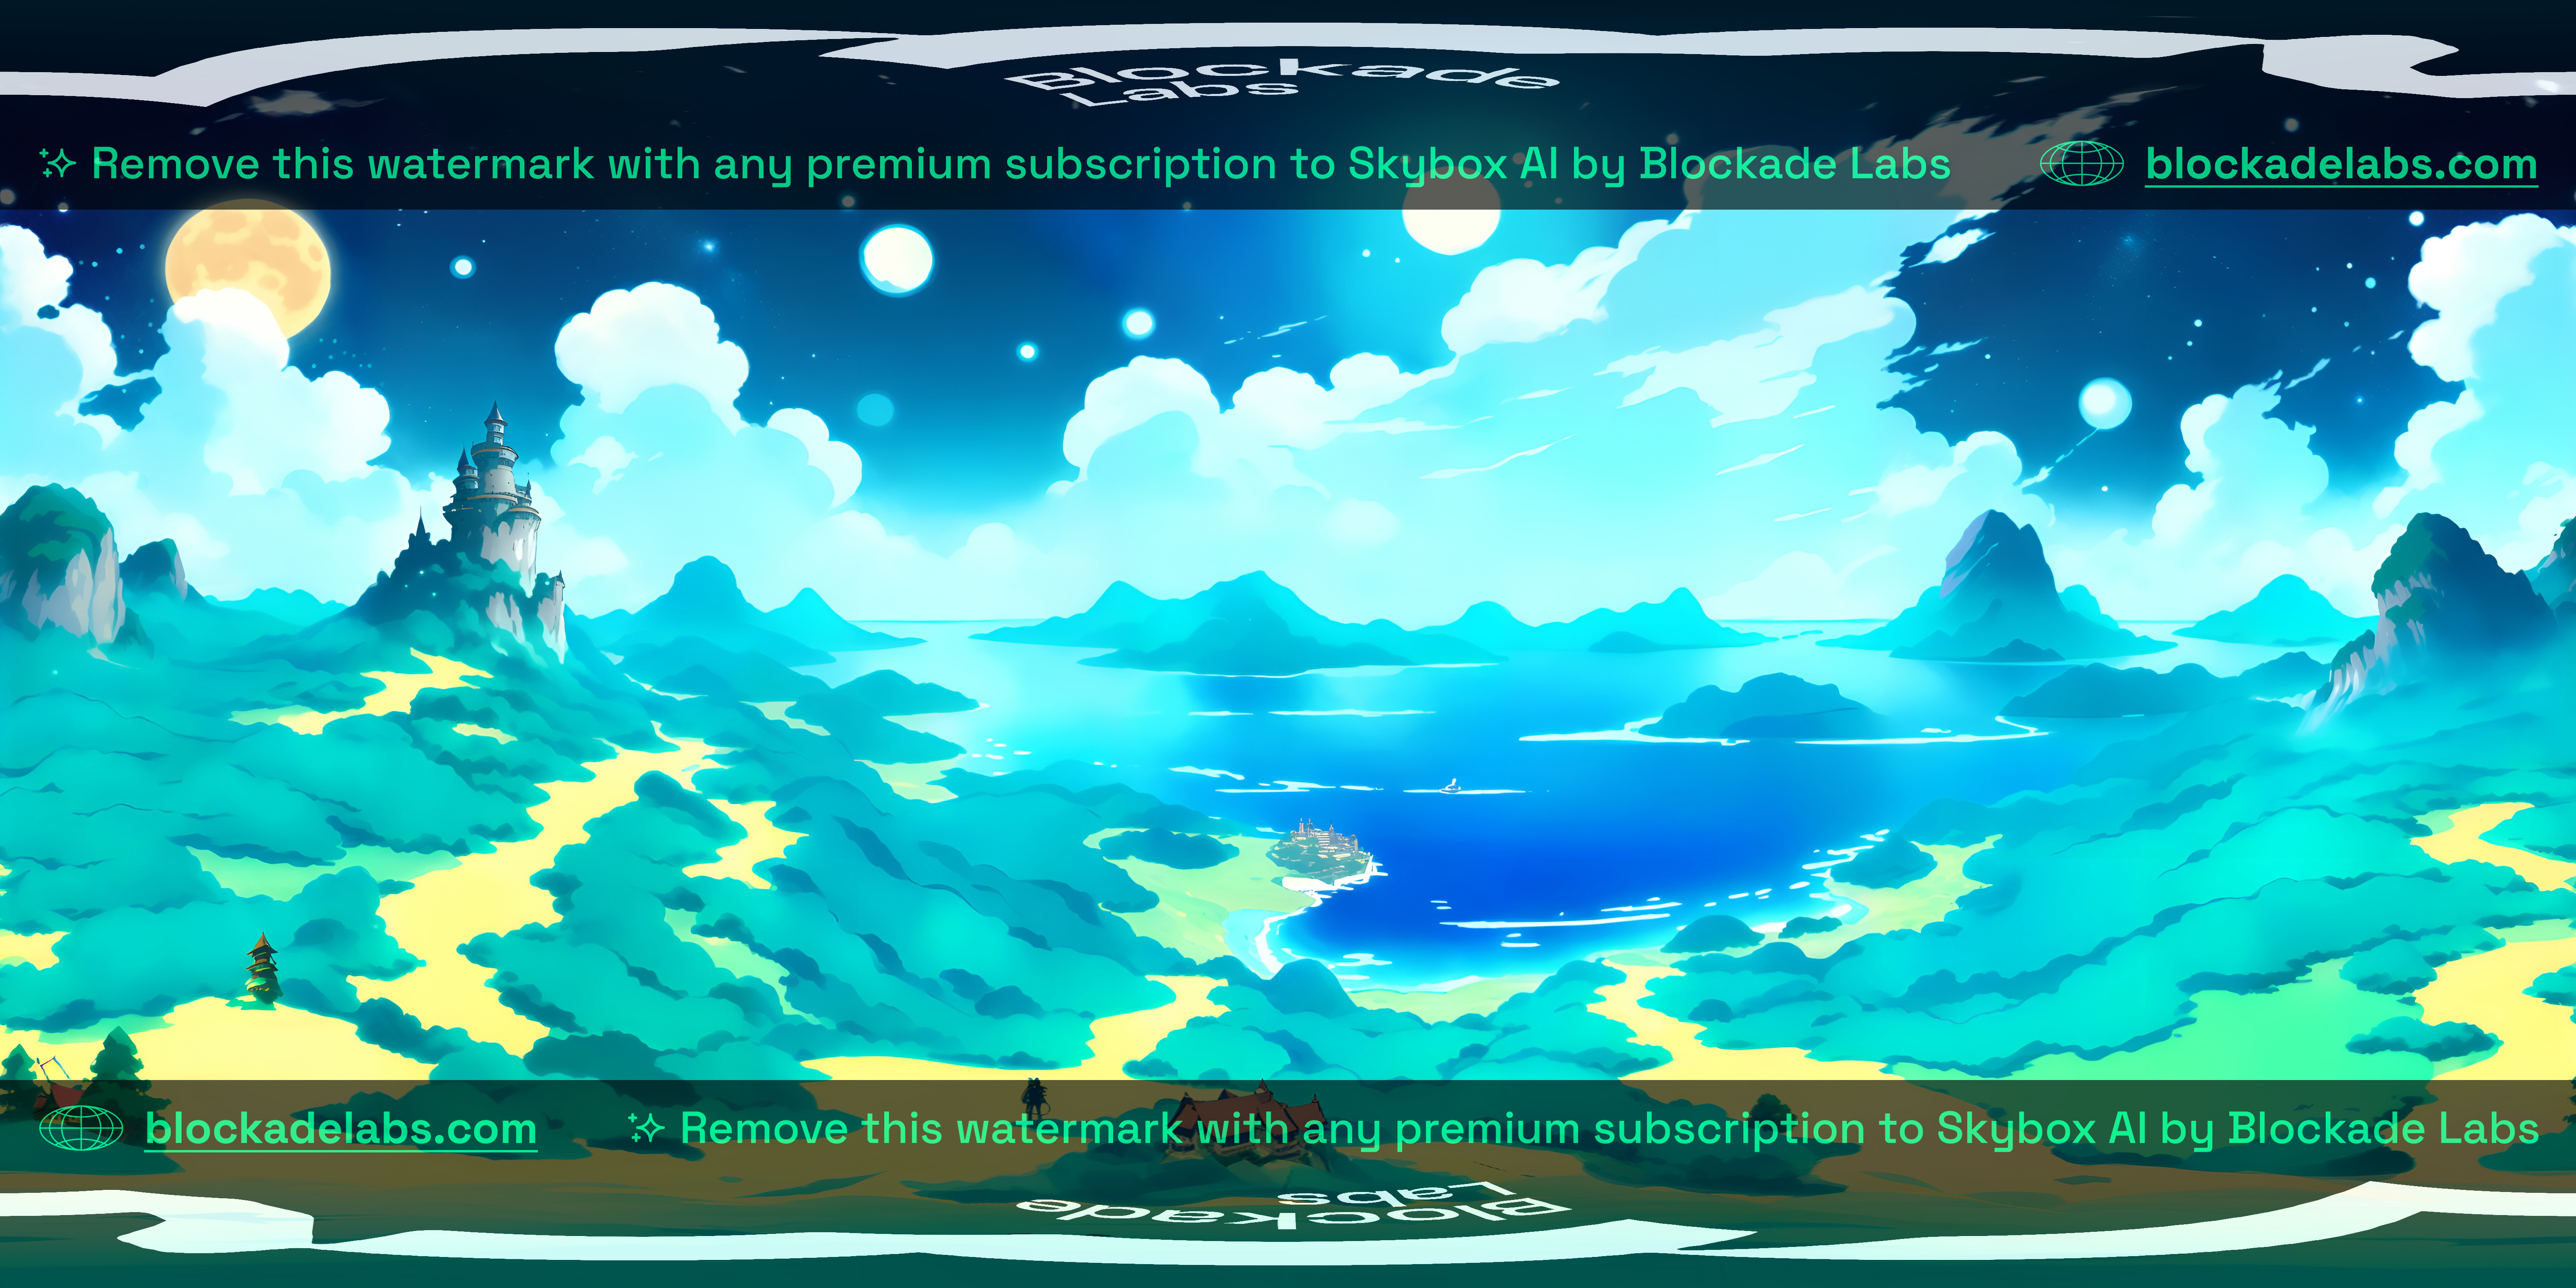 Blockade
Labs
Remove this watermark with any premium subscription to Skybox AI by Blockade Labs
blockadelabs.com
blockadelabs.com
Remove this watermark with any premium subscription to Skybox AI by Blockade Labs
Labs
Blockade